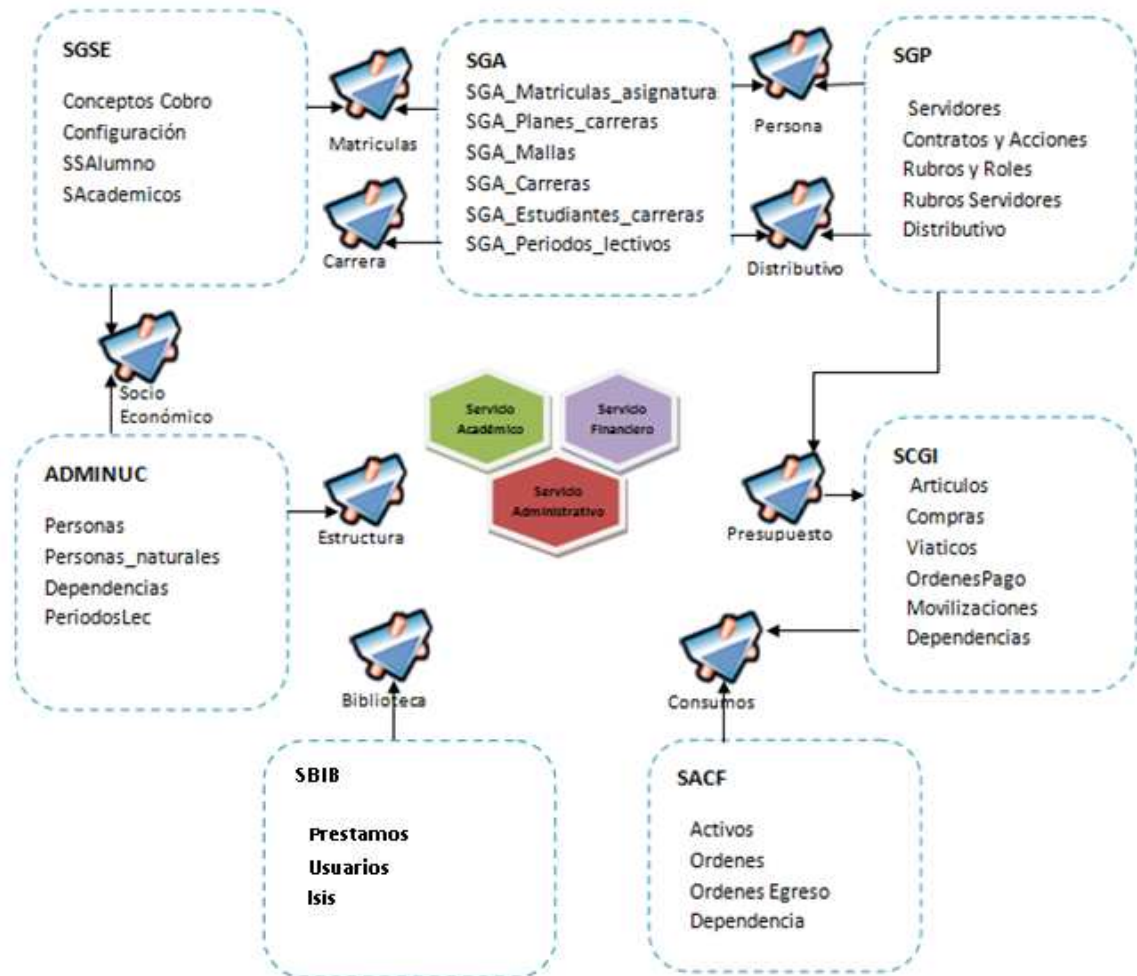 SGSE
Conceptos Cobro
Configuración
SSAlumno
SAcademicos
Matriculas
Carrera
SGA
SGA_Matriculas_asignatura
SGA_Planes_carreras
SGA_Mallas
SGA_Carreras
SGA_Estudiantes_carreras
SGA_Periodos_lectivos
Persona
Distributivo
SGP
Servidores
Contratos y Acciones
Rubros y Roles
Rubros Servidores
Distributivo
Socio
Económico
Servicio
Académico
Servicio
Financiero
Servicio
Administrativo
ADMINUC
Personas
Personas_naturales
Dependencias
PeriodosLec
Estructura
Presupuesto
SCGI
Articulos
Compras
Viaticos
OrdenesPago
Movilizaciones
Dependencias
Biblioteca
Consumos
SBIB
Prestamos
Usuarios
Isis
SACF
Activos
Ordenes
Ordenes Egreso
Dependencia